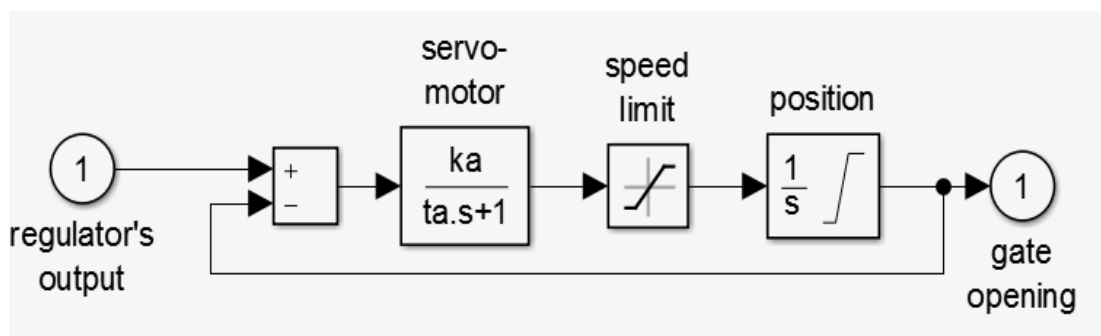 servo-
motor
speed
limit
position
1
+
−
ka
ta.s+1
1
s
1
regulator's
output
gate
opening